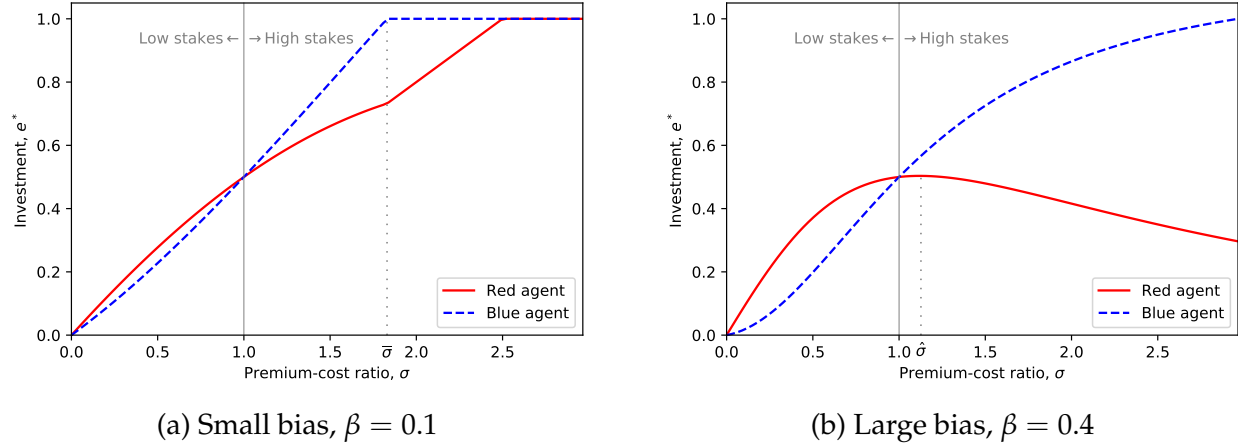 Low stakes ← → High stakes
Investment, e*
0.0
0.2
0.4
0.6
0.8
1.0
Red agent
Blue agent
0.0 0.5 1.0 1.5 σ̄ 2.0 2.5
Premium-cost ratio, σ
(a) Small bias, β = 0.1
Low stakes ← → High stakes
Investment, e*
0.0
0.2
0.4
0.6
0.8
1.0
Red agent
Blue agent
0.0 0.5 1.0 σ̂ 1.5 2.0 2.5
Premium-cost ratio, σ
(b) Large bias, β = 0.4